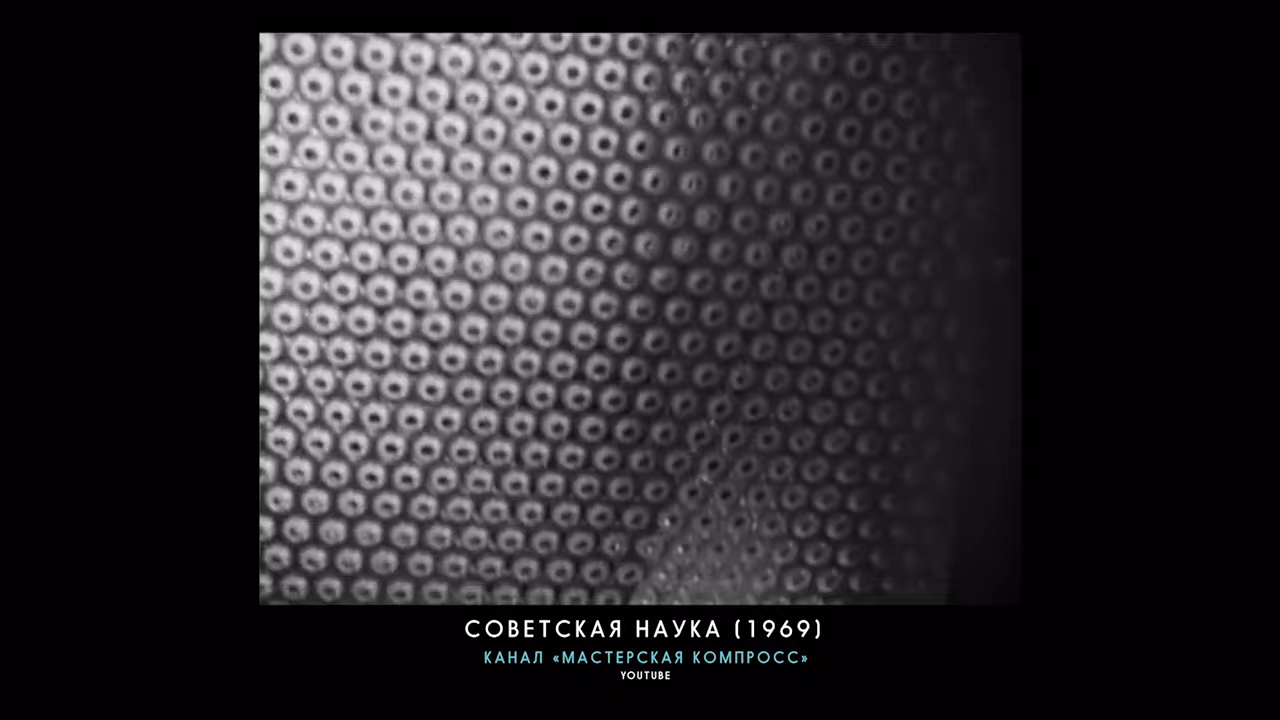 СОВЕТСКАЯ НАУКА (1969)
КАНАЛ «МАСТЕРСКАЯ КОМПРОСС»
YOUTUBE